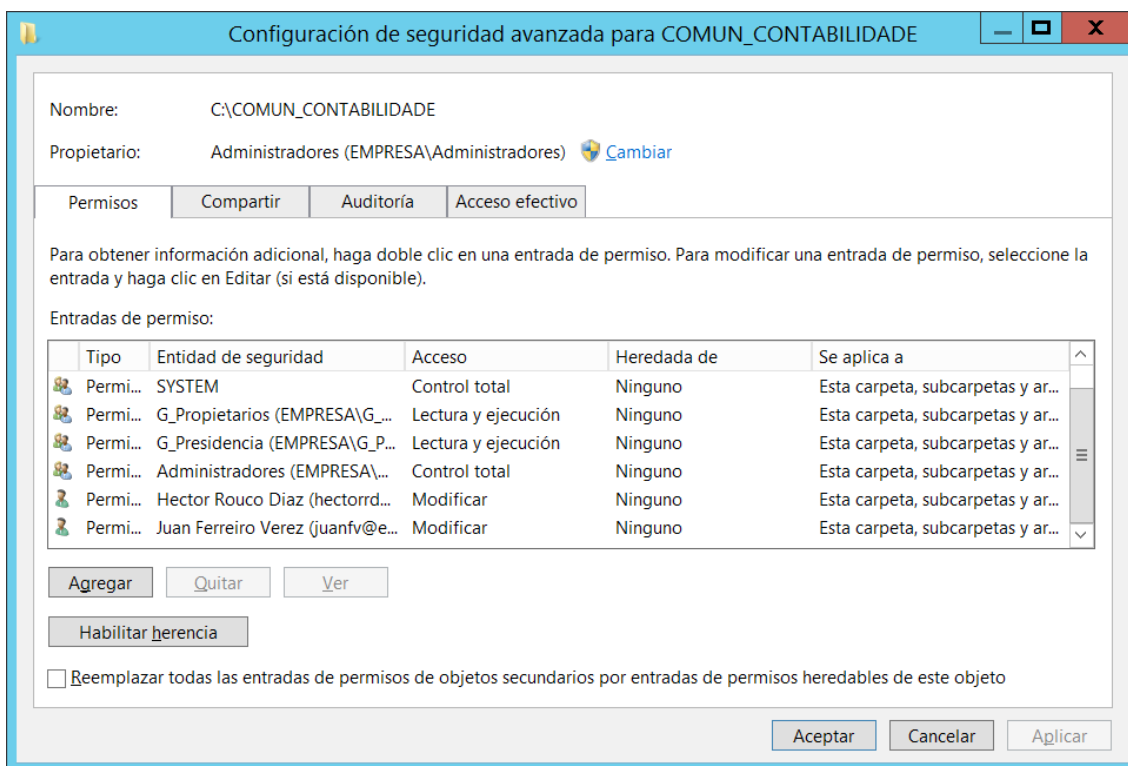 Configuración de seguridad avanzada para COMUN_CONTABILIDADE
Nombre: C:\COMUN_CONTABILIDADE
Propietario: Administradores (EMPRESA\Administradores) Cambiar
Permisos Compartir Auditoría Acceso efectivo
Para obtener información adicional, haga doble clic en una entrada de permiso. Para modificar una entrada de permiso, seleccione la
entrada y haga clic en Editar (si está disponible).
Entradas de permiso:
Tipo Entidad de seguridad Acceso Heredada de Se aplica a
Permi... SYSTEM Control total Ninguno Esta carpeta, subcarpetas y ar...
Permi... G_Propietarios (EMPRESA\G_... Lectura y ejecución Ninguno Esta carpeta, subcarpetas y ar...
Permi... G_Presidencia (EMPRESA\G_P... Lectura y ejecución Ninguno Esta carpeta, subcarpetas y ar...
Permi... Administradores (EMPRESA\... Control total Ninguno Esta carpeta, subcarpetas y ar...
Permi... Hector Rouco Diaz (hectorrd... Modificar Ninguno Esta carpeta, subcarpetas y ar...
Permi... Juan Ferreiro Verez (juanfv@e... Modificar Ninguno Esta carpeta, subcarpetas y ar...
Agregar Quitar Ver
Habilitar herencia
Reemplazar todas las entradas de permisos de objetos secundarios por entradas de permisos heredables de este objeto
Aceptar Cancelar Aplicar